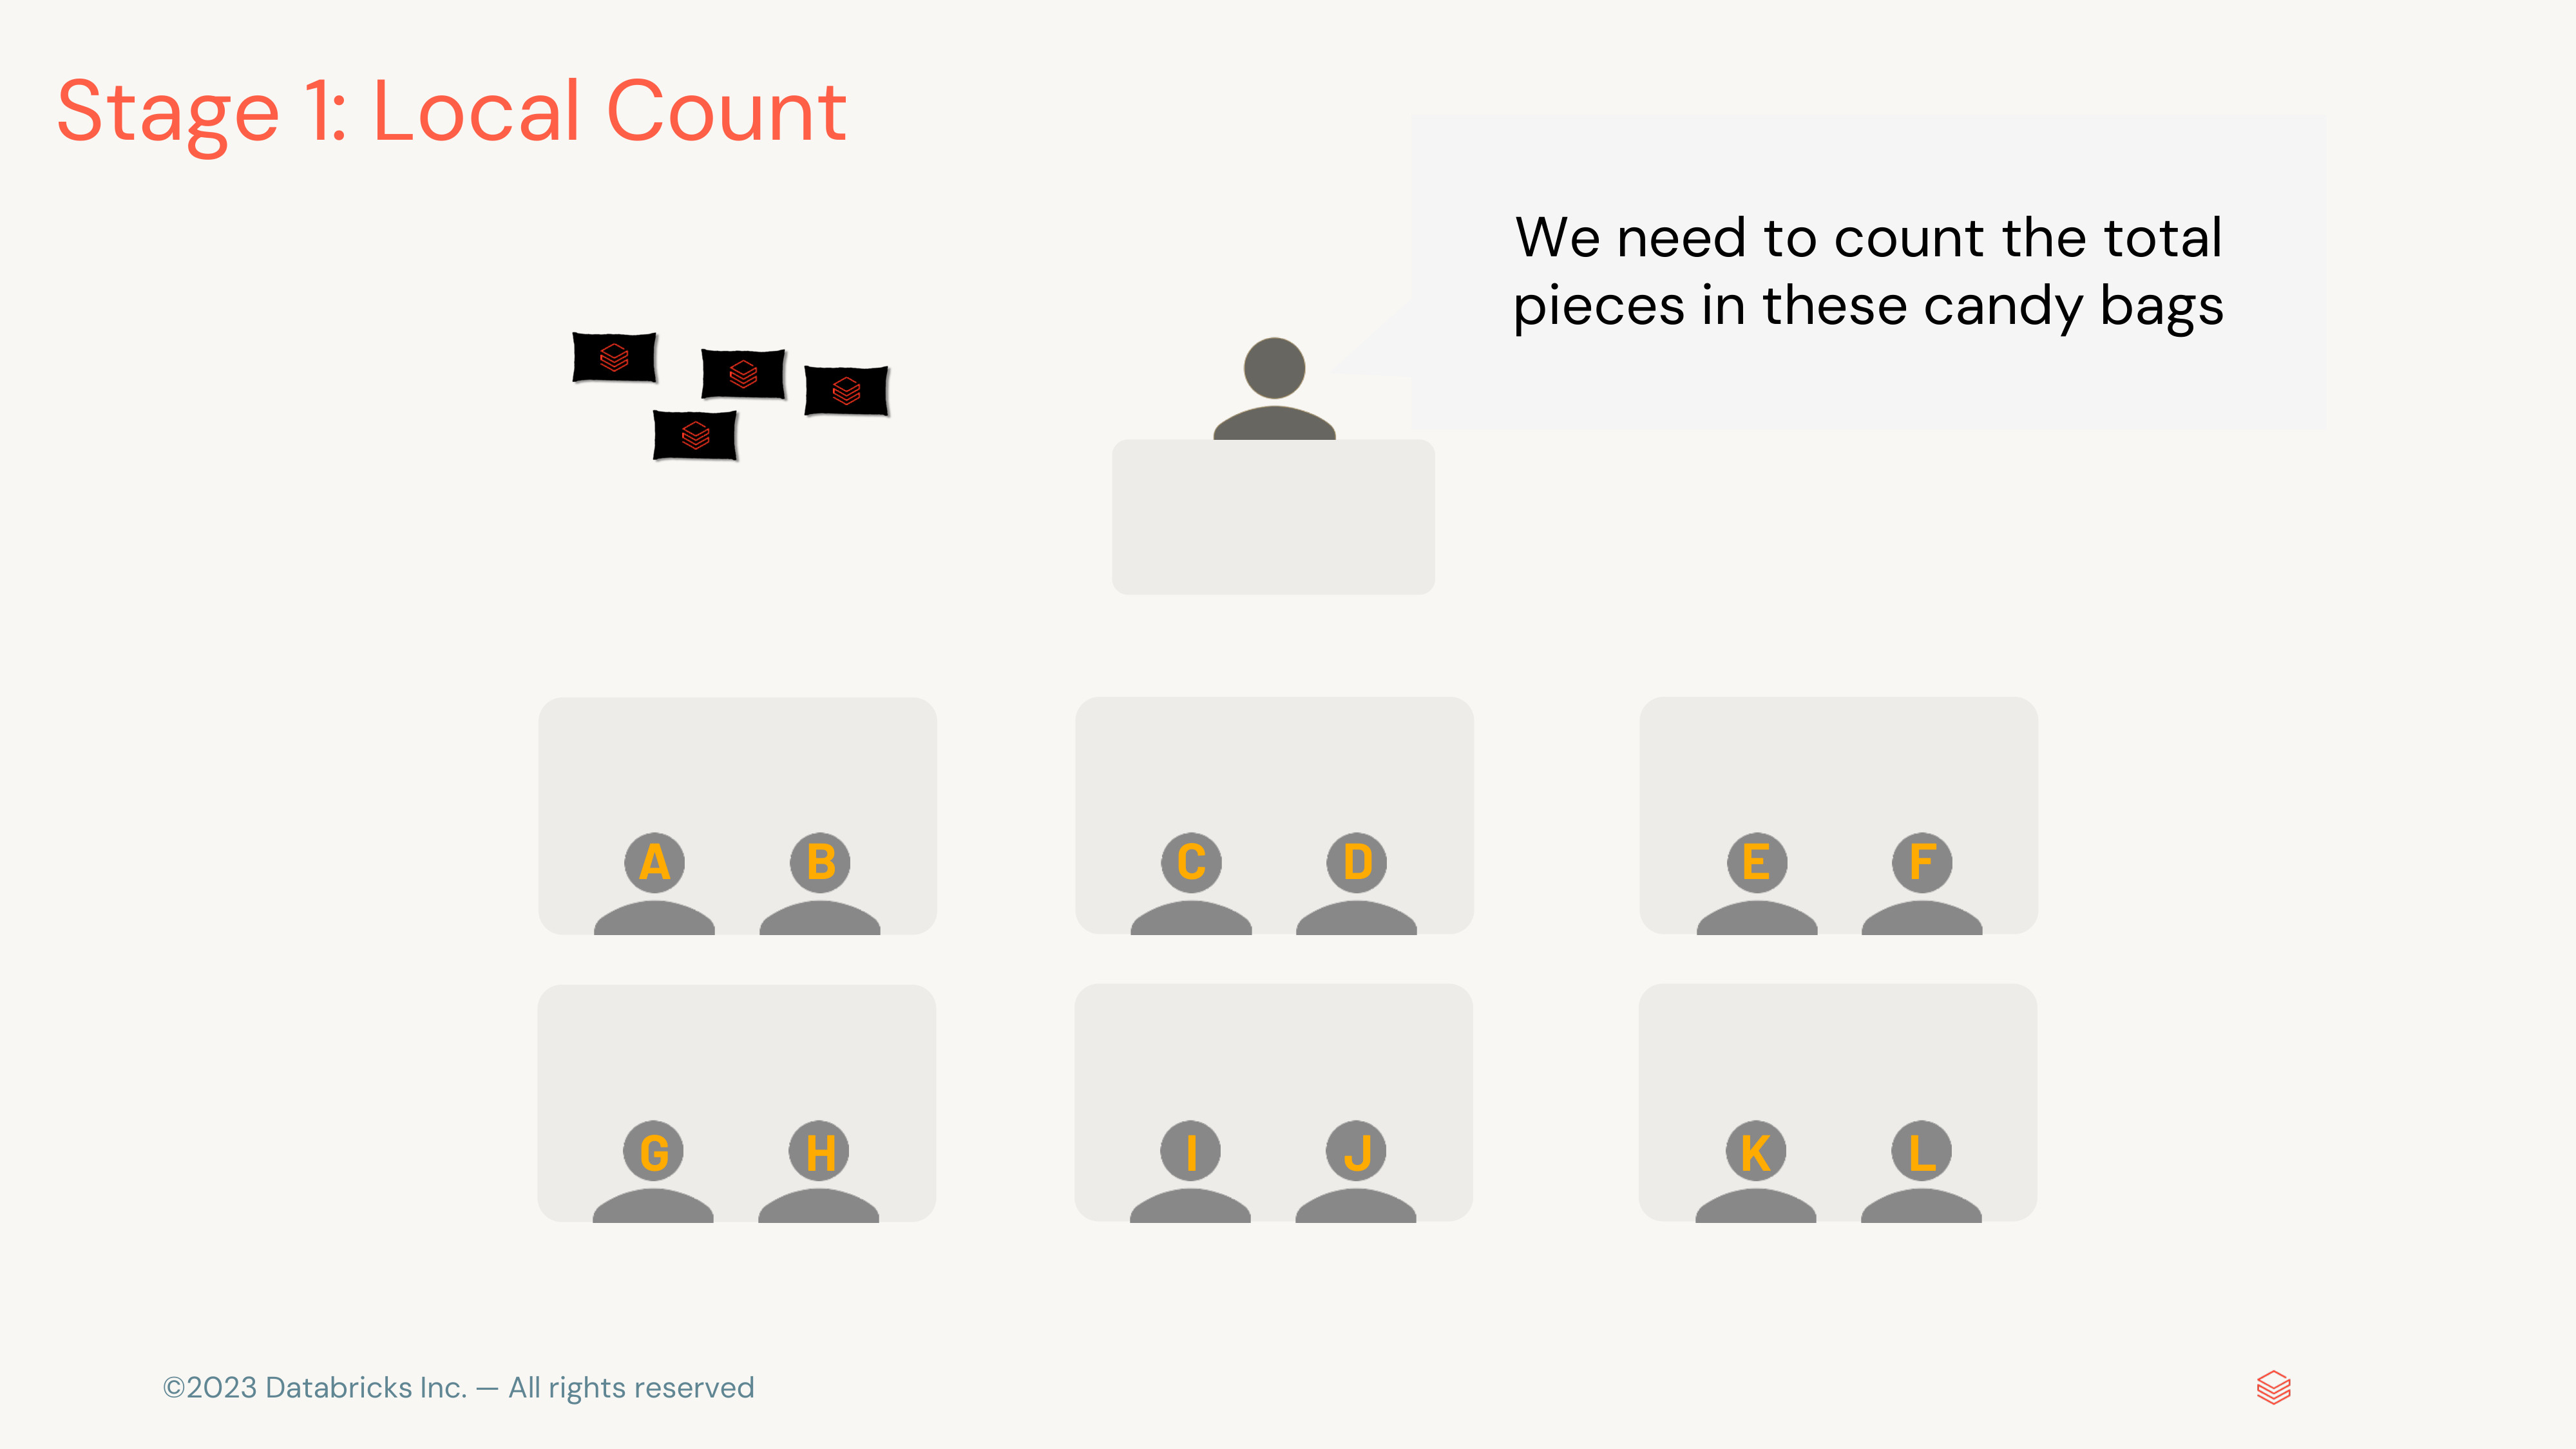 Stage 1: Local Count
We need to count the total
pieces in these candy bags
A B C D E F
G H I J K L
©2023 Databricks Inc. — All rights reserved